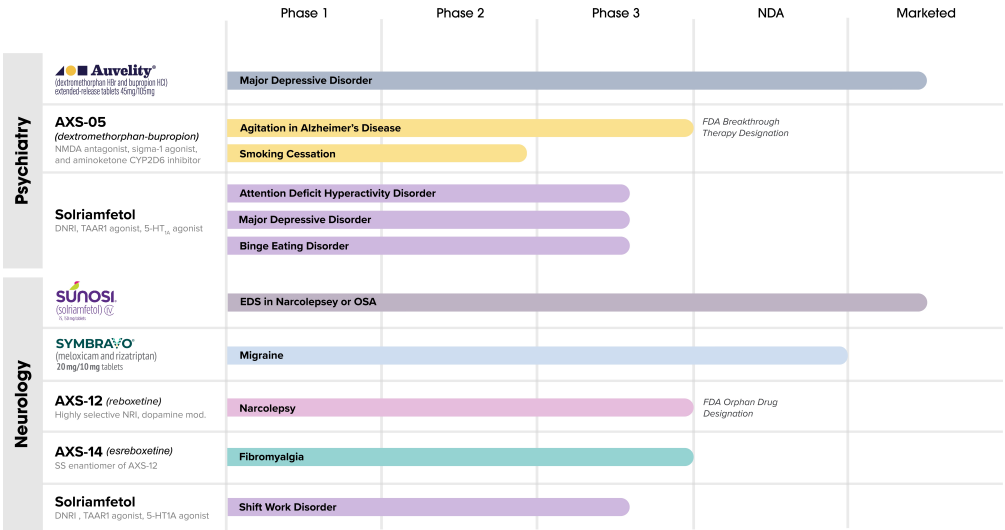 Phase 1 Phase 2 Phase 3 NDA Marketed
Psychiatry
Auvelity®
(dextromethorphan HBr and bupropion HCl)
extended-release tablets 45mg/105mg
Major Depressive Disorder
AXS-05
(dextromethorphan-bupropion)
NMDA antagonist, sigma-1 agonist,
and aminoketone CYP2D6 inhibitor
Agitation in Alzheimer's Disease
FDA Breakthrough
Therapy Designation
Smoking Cessation
Solriamfetol
DNRI, TAAR1 agonist, 5-HT1A agonist
Attention Deficit Hyperactivity Disorder
Major Depressive Disorder
Binge Eating Disorder
Neurology
SUNOSI
(solriamfetol) IV
EDS in Narcolepsey or OSA
SYMBRAVO®
(meloxicam and rizatriptan)
20 mg/10 mg tablets
Migraine
AXS-12 (reboxetine)
Highly selective NRI, dopamine mod.
Narcolepsy
FDA Orphan Drug
Designation
AXS-14 (esreboxetine)
SS enantiomer of AXS-12
Fibromyalgia
Solriamfetol
DNRI , TAAR1 agonist, 5-HT1A agonist
Shift Work Disorder